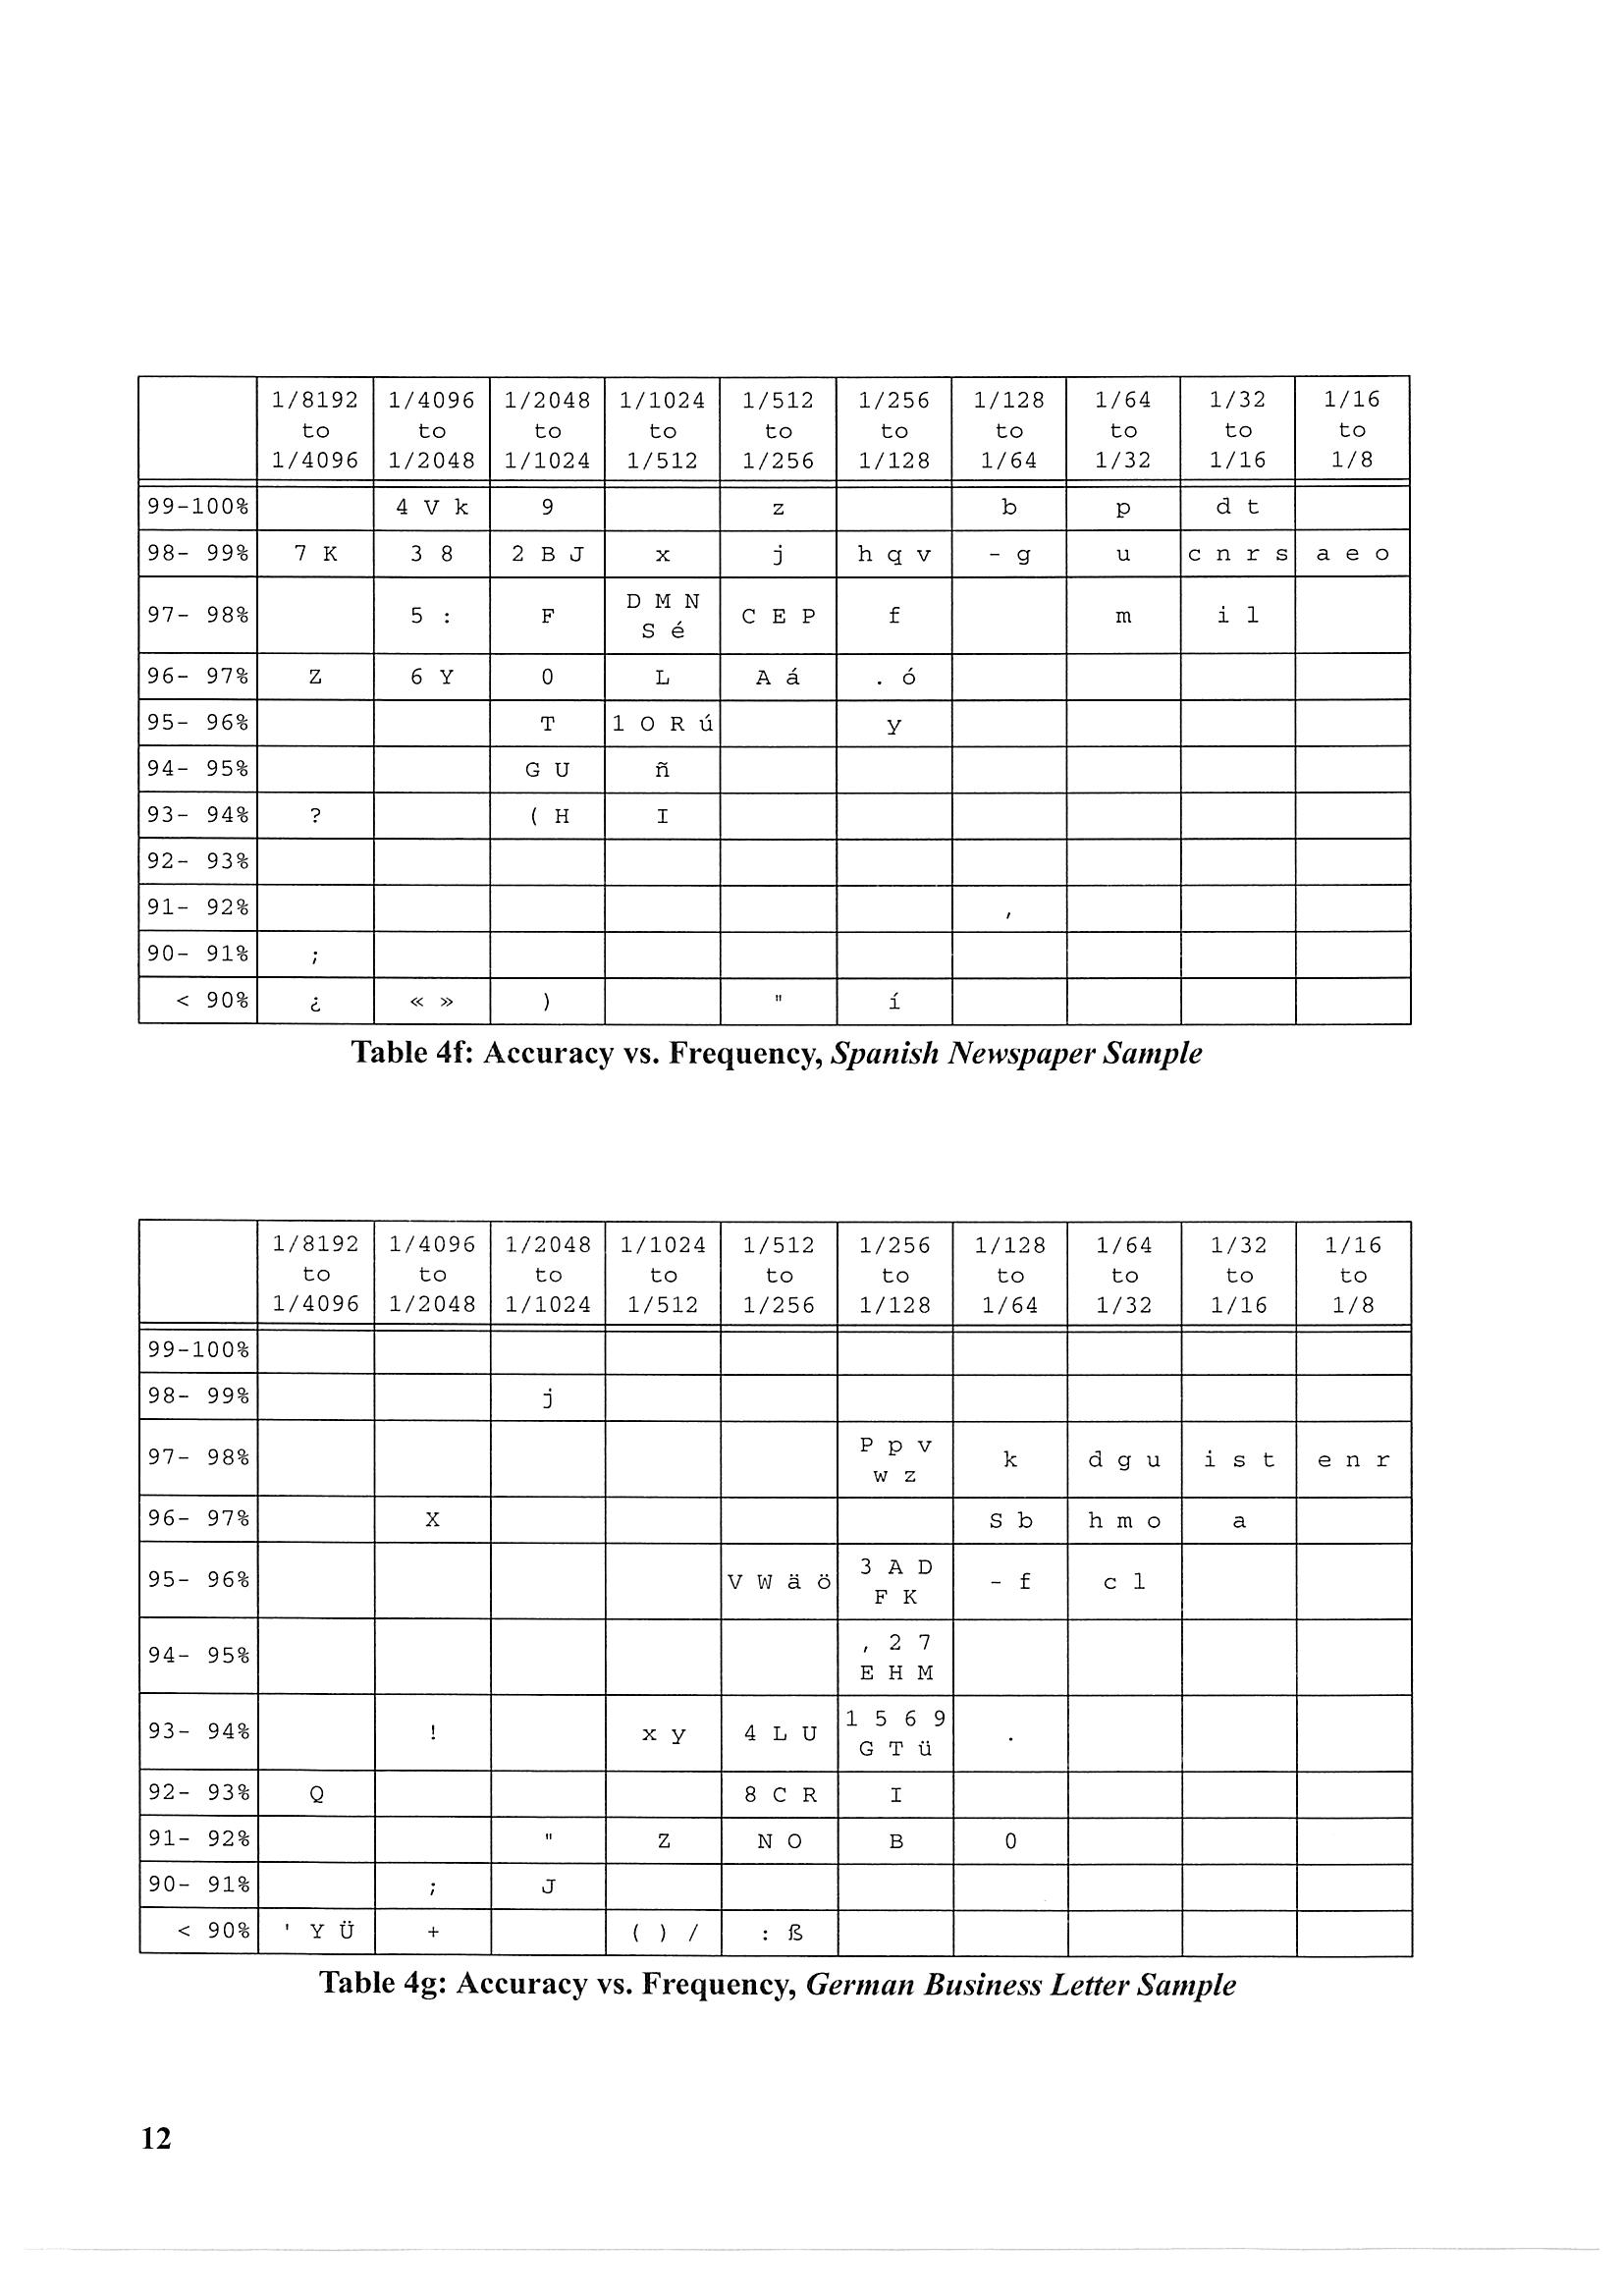 1/8192 1/4096 1/2048 1/1024 1/512 1/256 1/128 1/64 1/32 1/16
to to to to to to to to to to
1/4096 1/2048 1/1024 1/512 1/256 1/128 1/64 1/32 1/16 1/8
99-100% 4 V k 9 z b p d t
98- 99% 7 K 3 8 2 B J x j h q v - g u c n r s a e o
D M N
97- 98% 5 : F C E P f m i l
S é
96- 97% Z 6 Y 0 L A á . ó
95- 96% T 1 O R ú y
94- 95% G U ñ
93- 94% ? ( H I
92- 93%
91- 92% ,
90- 91% ;
< 90% ¿ « » ) " í
Table 4f: Accuracy vs. Frequency, Spanish Newspaper Sample
1/8192 1/4096 1/2048 1/1024 1/512 1/256 1/128 1/64 1/32 1/16
to to to to to to to to to to
1/4096 1/2048 1/1024 1/512 1/256 1/128 1/64 1/32 1/16 1/8
99-100%
98- 99% j
P p v
97- 98% k d g u i s t e n r
w z
96- 97% X S b h m o a
3 A D
95- 96% V W ä ö - f c l
F K
, 2 7
94- 95%
E H M
1 5 6 9
93- 94% ! x y 4 L U .
G T ü
92- 93% Q 8 C R I
91- 92% " Z N O B 0
90- 91% ; J
< 90% ' Y Ü + ( ) / : ß
Table 4g: Accuracy vs. Frequency, German Business Letter Sample
12